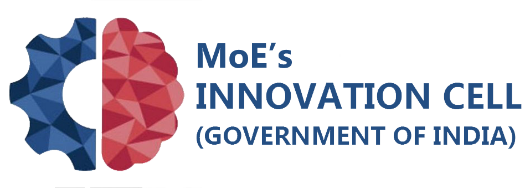 MoE's
INNOVATION CELL
(GOVERNMENT OF INDIA)